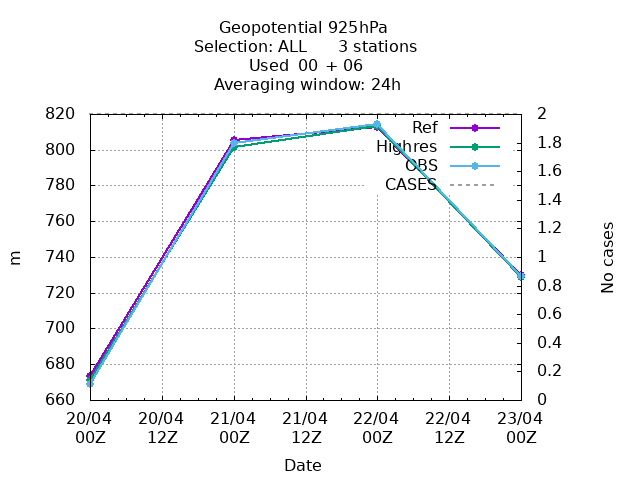 Geopotential 925hPa
Selection: ALL 3 stations
Used 00 + 06
Averaging window: 24h
820
800
780
760
740
720
700
680
660
m
2
1.8
1.6
1.4
1.2
1
0.8
0.6
0.4
0.2
0
No cases
Ref
Highres
OBS
CASES
20/04 20/04 21/04 21/04 22/04 22/04 23/04
00Z 12Z 00Z 12Z 00Z 12Z 00Z
Date